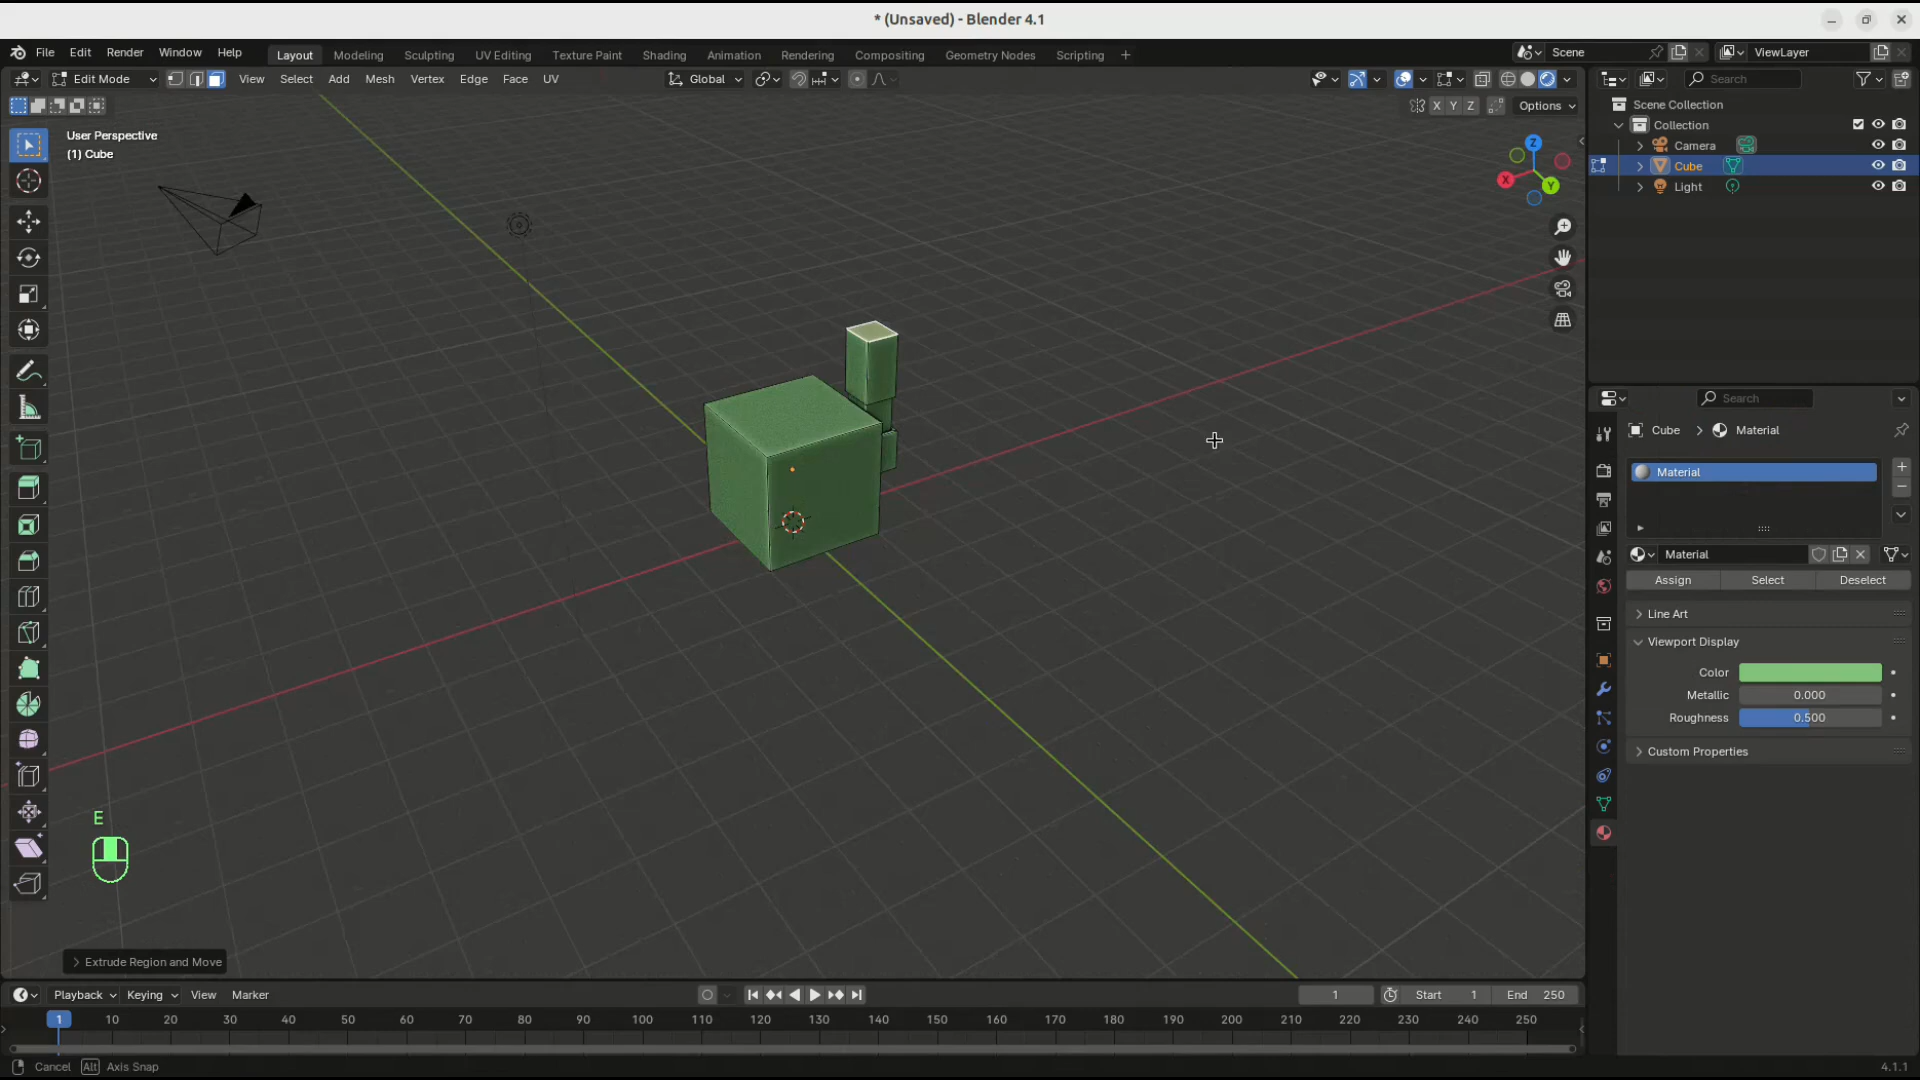 * (Unsaved) - Blender 4.1
File Edit Render Window Help Layout Modeling Sculpting UV Editing Texture Paint Shading Animation Rendering Compositing Geometry Nodes Scripting + Scene ViewLayer
Edit Mode View Select Add Mesh Vertex Edge Face UV Global Search
X Y Z Options
User Perspective
(1) Cube
Scene Collection
Collection
Camera
Cube
Light
Z
X
Y
Search
Cube > Material
Material
Material
Assign Select Deselect
Line Art
Viewport Display
Color
Metallic 0.000
Roughness 0.500
Custom Properties
E
> Extrude Region and Move
Playback Keying View Marker 1 Start 1 End 250
1 10 20 30 40 50 60 70 80 90 100 110 120 130 140 150 160 170 180 190 200 210 220 230 240 250
Cancel Alt Axis Snap 4.1.1